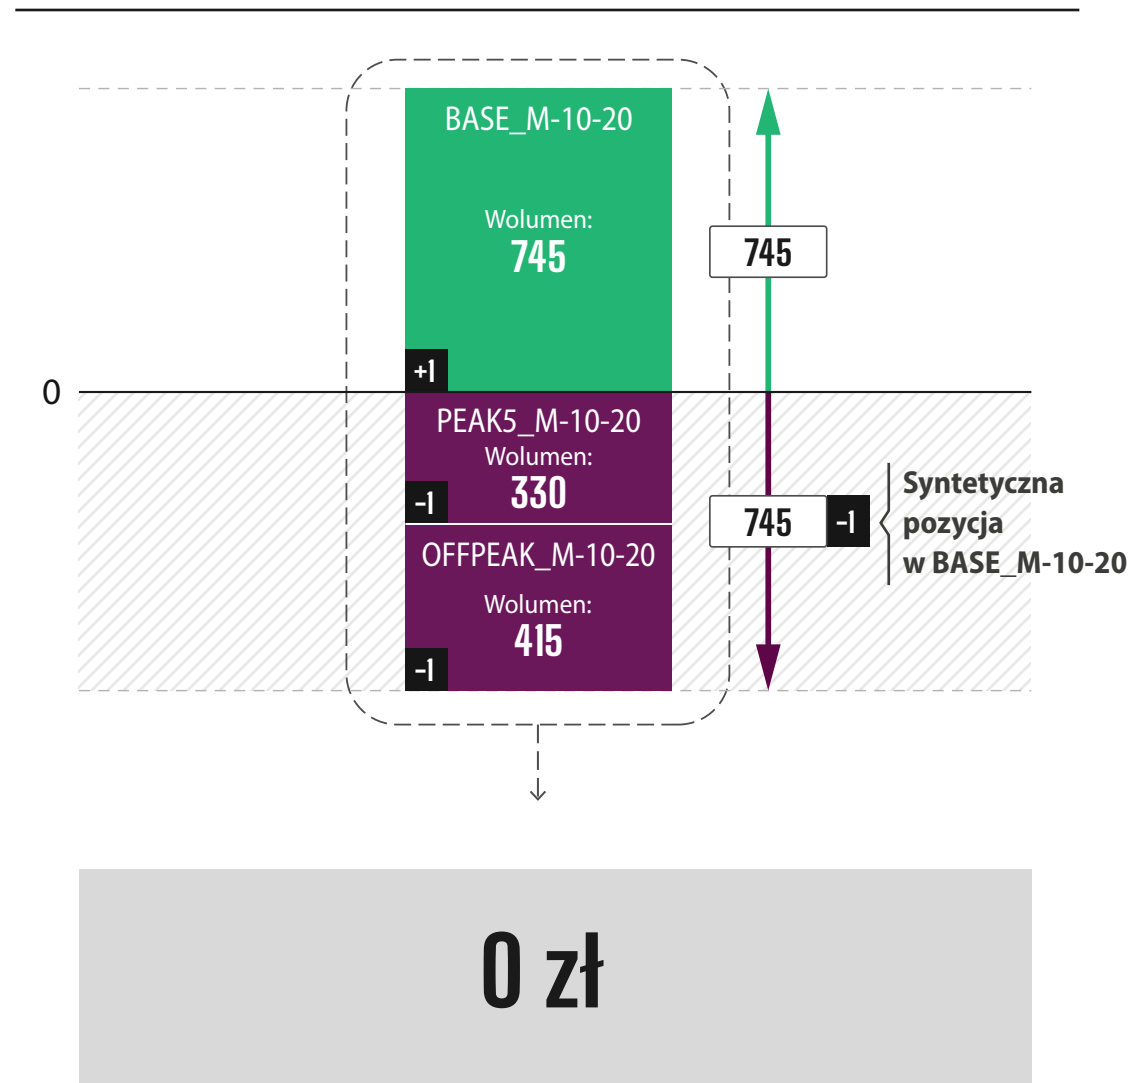 BASE_M-10-20
Wolumen:
745
745
+1
0
PEAK5_M-10-20
Wolumen:
330
-1
OFFPEAK_M-10-20
Wolumen:
415
-1
745
-1
Syntetyczna
pozycja
w BASE_M-10-20
0 zł